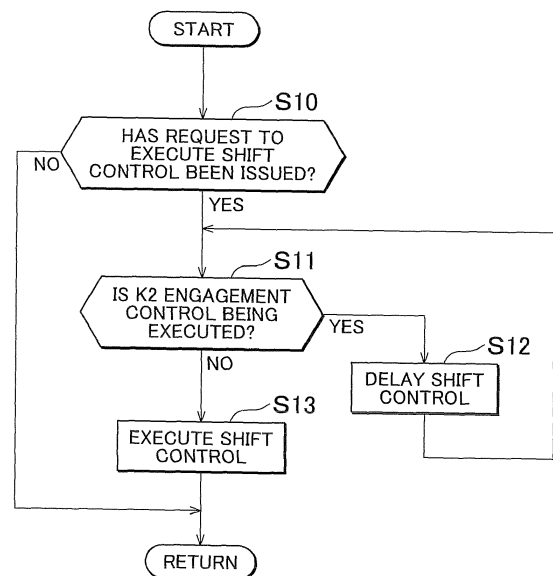 START
S10
HAS REQUEST TO
EXECUTE SHIFT
CONTROL BEEN ISSUED?
NO
YES
S11
IS K2 ENGAGEMENT
CONTROL BEING
EXECUTED?
YES
NO
S12
DELAY SHIFT
CONTROL
S13
EXECUTE SHIFT
CONTROL
RETURN